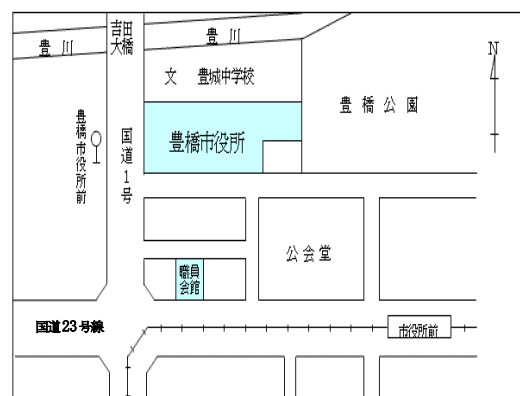 吉田
大橋
豊 川
豊 川
N
文 豊城中学校
豊 橋 公 園
豊橋市役所前
国道1号
豊橋市役所
公会堂
職員
会館
国道23号線
市役所前